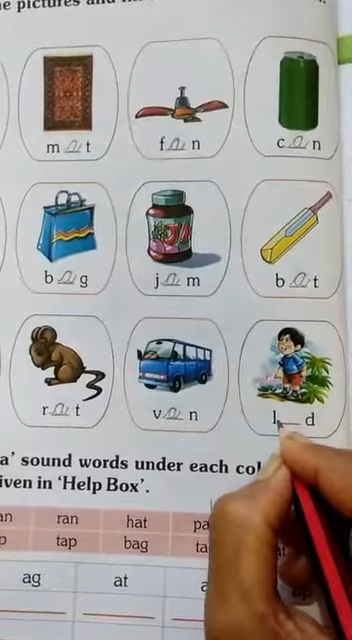 e pictures and
m a t f a n c a n
b a g j a m b a t
r a t v a n l__d
a' sound words under each col
iven in 'Help Box'.
an ran hat pa
p tap bag ta
ag at